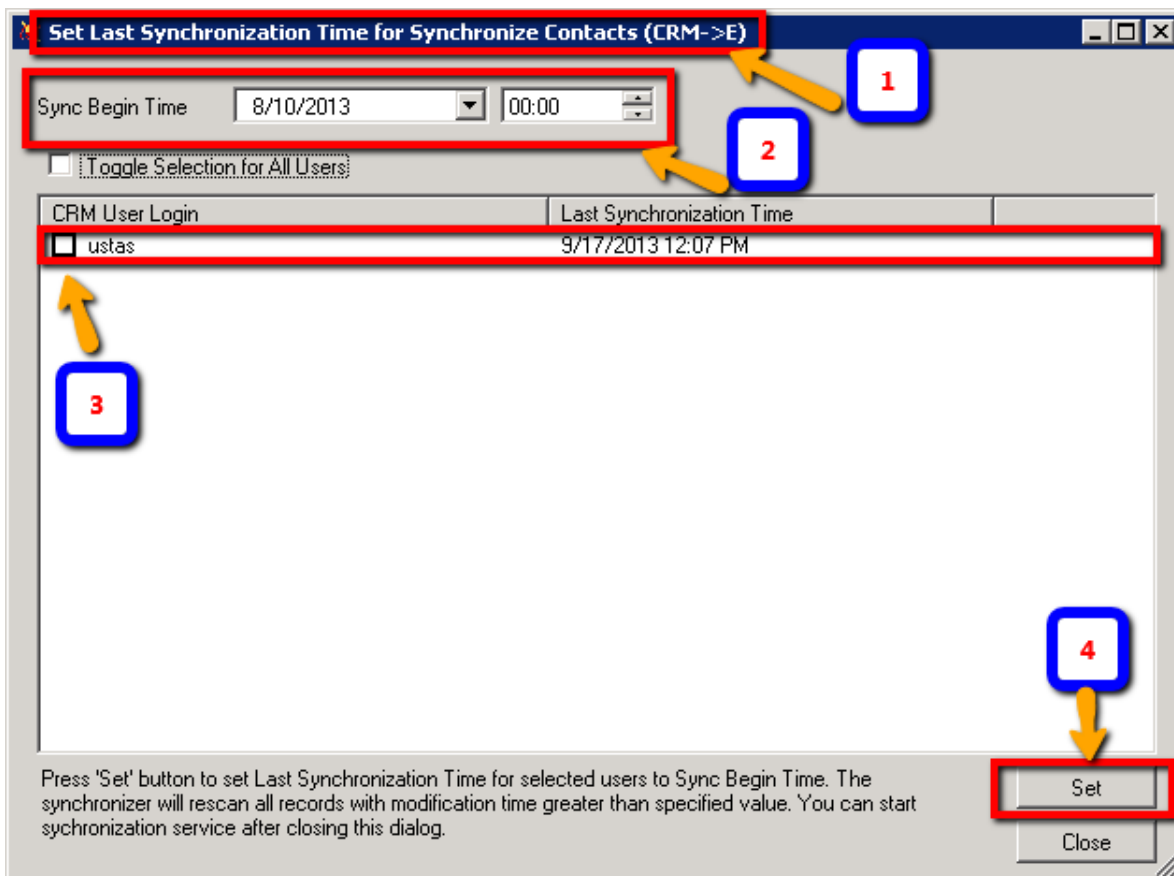 Set Last Synchronization Time for Synchronize Contacts (CRM->E)
1
Sync Begin Time 8/10/2013 00:00
2
Toggle Selection for All Users
CRM User Login Last Synchronization Time
ustas 9/17/2013 12:07 PM
3
4
Press 'Set' button to set Last Synchronization Time for selected users to Sync Begin Time. The
synchronizer will rescan all records with modification time greater than specified value. You can start
sychronization service after closing this dialog.
Set
Close